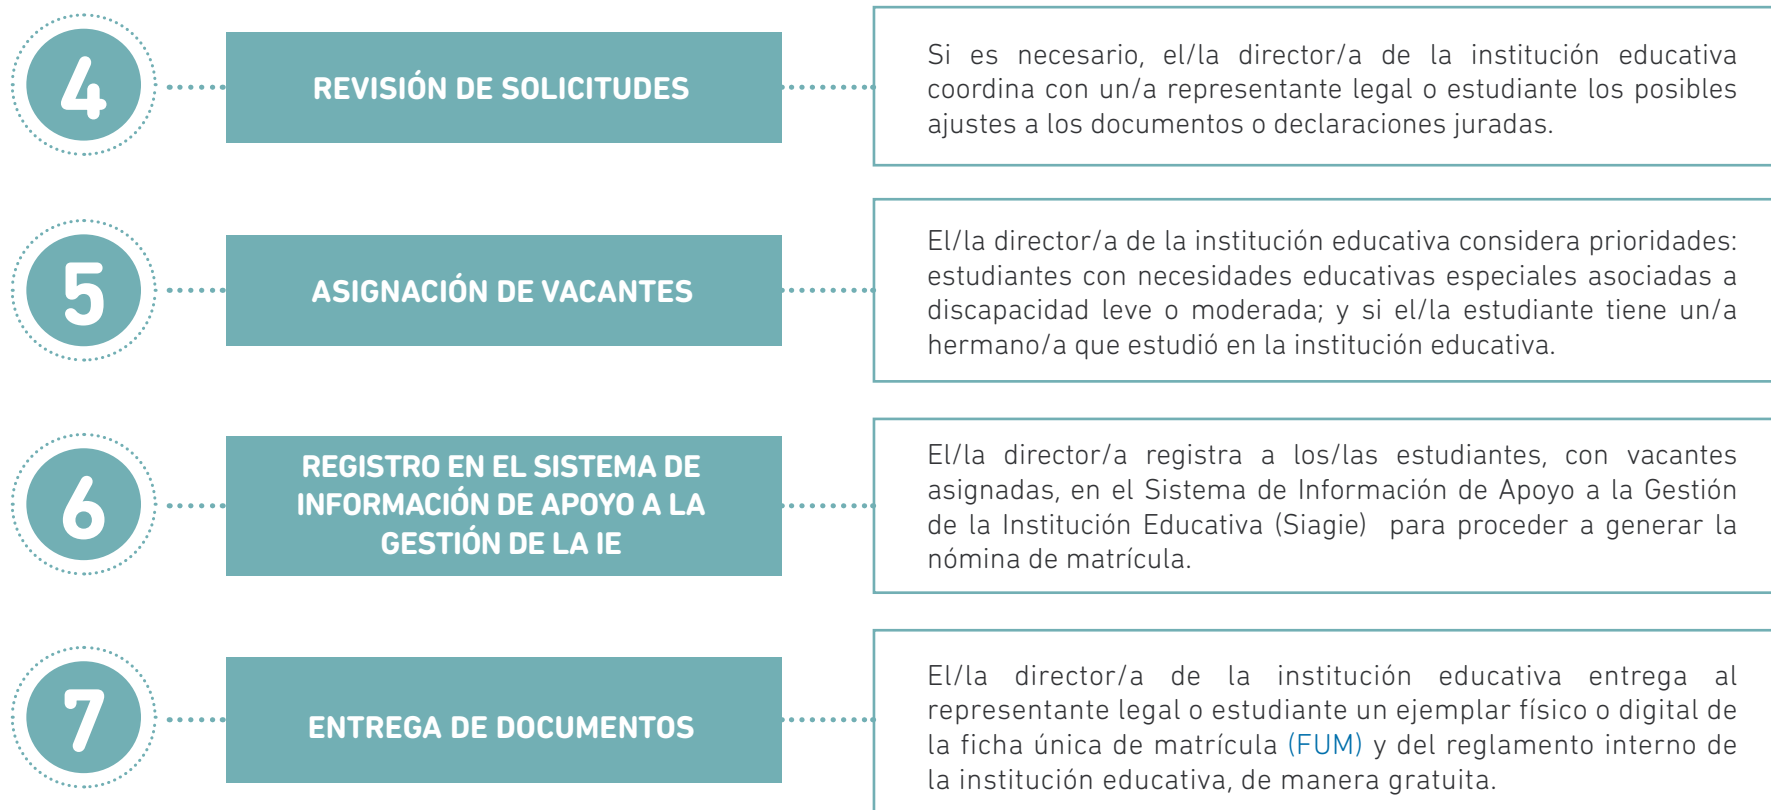 4
REVISIÓN DE SOLICITUDES
Si es necesario, el/la director/a de la institución educativa
coordina con un/a representante legal o estudiante los posibles
ajustes a los documentos o declaraciones juradas.
5
ASIGNACIÓN DE VACANTES
El/la director/a de la institución educativa considera prioridades:
estudiantes con necesidades educativas especiales asociadas a
discapacidad leve o moderada; y si el/la estudiante tiene un/a
hermano/a que estudió en la institución educativa.
6
REGISTRO EN EL SISTEMA DE
INFORMACIÓN DE APOYO A LA
GESTIÓN DE LA IE
El/la director/a registra a los/las estudiantes, con vacantes
asignadas, en el Sistema de Información de Apoyo a la Gestión
de la Institución Educativa (Siagie) para proceder a generar la
nómina de matrícula.
7
ENTREGA DE DOCUMENTOS
El/la director/a de la institución educativa entrega al
representante legal o estudiante un ejemplar físico o digital de
la ficha única de matrícula (FUM) y del reglamento interno de
la institución educativa, de manera gratuita.